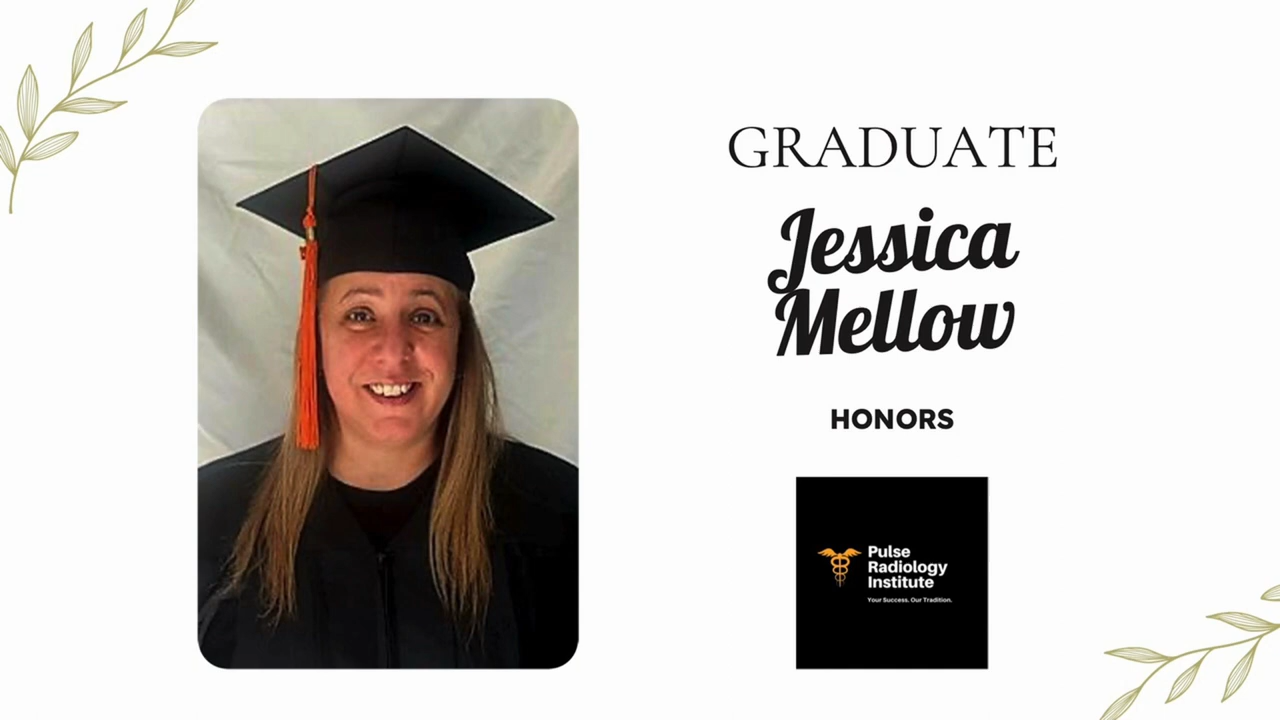 GRADUATE
Jessica
Mellow
HONORS
Pulse
Radiology
Institute
Your Success. Our Tradition.